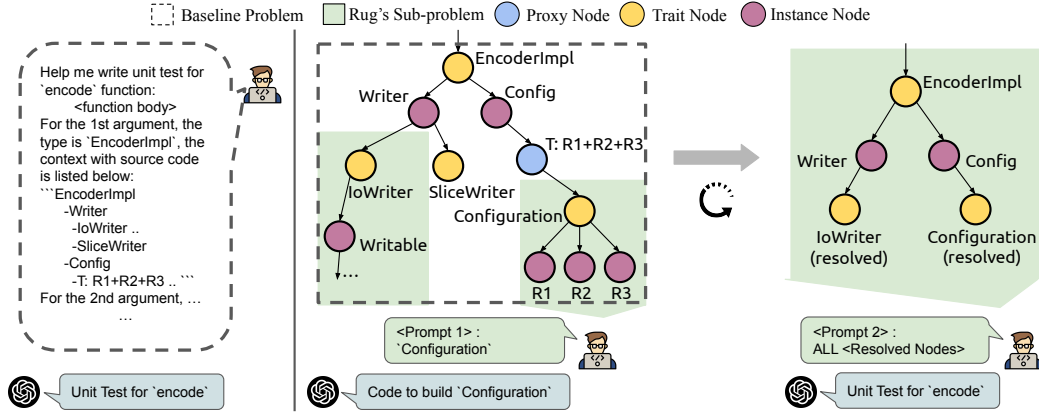 Baseline Problem
Rug's Sub-problem
Proxy Node
Trait Node
Instance Node
Help me write unit test for
`encode` function:
<function body>
For the 1st argument, the
type is `EncoderImpl`, the
context with source code
is listed below:
```EncoderImpl
-Writer
-IoWriter ..
-SliceWriter
-Config
-T: R1+R2+R3 .. ```
For the 2nd argument, ...
...
Unit Test for `encode`
EncoderImpl
Writer
Config
T: R1+R2+R3
IoWriter
SliceWriter
Configuration
Writable
...
R1
R2
R3
<Prompt 1> :
`Configuration`
Code to build `Configuration`
EncoderImpl
Writer
Config
IoWriter
(resolved)
Configuration
(resolved)
<Prompt 2> :
ALL <Resolved Nodes>
Unit Test for `encode`